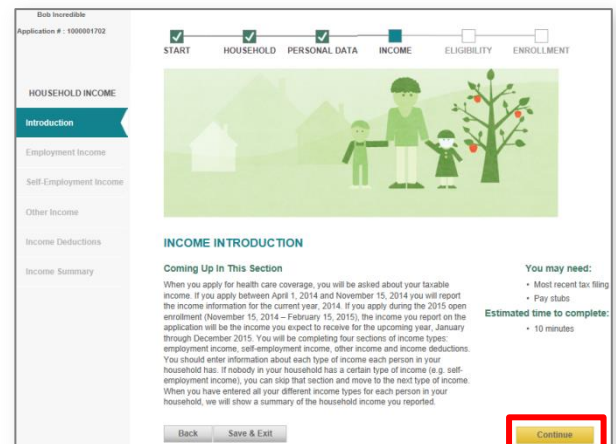 Bob Incredible
Application # : 1000001702
START HOUSEHOLD PERSONAL DATA INCOME ELIGIBILITY ENROLLMENT
HOUSEHOLD INCOME
Introduction
Employment Income
Self-Employment Income
Other Income
Income Deductions
Income Summary
INCOME INTRODUCTION
Coming Up In This Section
When you apply for health care coverage, you will be asked about your taxable
income. If you apply between April 1, 2014 and November 15, 2014 you will report
the income information for the current year, 2014. If you apply during the 2015 open
enrollment (November 15, 2014 – February 15, 2015), the income you report on the
application will be the income you expect to receive for the upcoming year, January
through December 2015. You will be completing four sections of income types:
employment income, self-employment income, other income and income deductions.
You should enter information about each type of income each person in your
household has. If nobody in your household has a certain type of income (e.g. self-
employment income), you can skip that section and move to the next type of income.
When you have entered all your different income types for each person in your
household, we will show a summary of the household income you reported.
You may need:
• Most recent tax filing
• Pay stubs
Estimated time to complete:
• 10 minutes
Back Save & Exit Continue